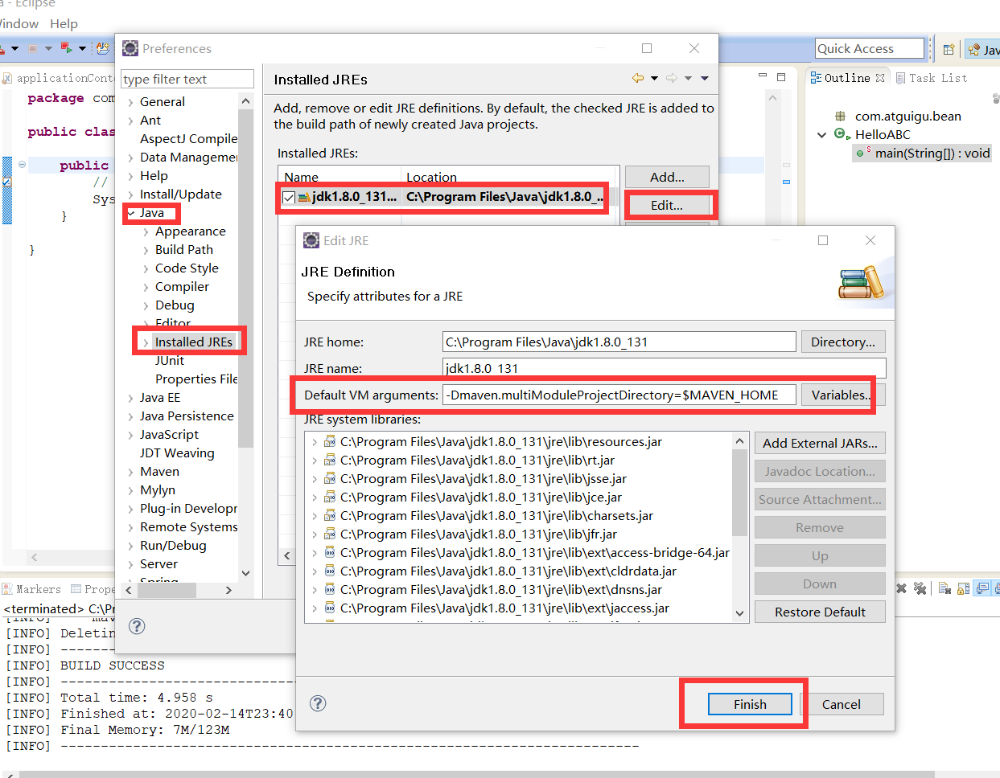 a - Eclipse
Window Help
Quick Access
Jav
Preferences
type filter text
General
Ant
AspectJ Compile
Data Managemen
Help
Install/Update
Java
Appearance
Build Path
Code Style
Compiler
Debug
Editor
Installed JREs
JUnit
Properties File
Java EE
Java Persistence
JavaScript
JDT Weaving
Maven
Mylyn
Plug-in Developr
Remote Systems
Run/Debug
Server
Spring
Installed JREs
Add, remove or edit JRE definitions. By default, the checked JRE is added to
the build path of newly created Java projects.
Installed JREs:
Name Location
jdk1.8.0_131... C:\Program Files\Java\jdk1.8.0_...
Add...
Edit...
applicationConte
package com
public clas
public
//
Sys
}
}
Outline Task List
com.atguigu.bean
HelloABC
main(String[]) : void
Edit JRE
JRE Definition
Specify attributes for a JRE
JRE home: C:\Program Files\Java\jdk1.8.0_131 Directory...
JRE name: jdk1.8.0_131
Default VM arguments: -Dmaven.multiModuleProjectDirectory=$MAVEN_HOME Variables...
JRE system libraries:
C:\Program Files\Java\jdk1.8.0_131\jre\lib\resources.jar
C:\Program Files\Java\jdk1.8.0_131\jre\lib\rt.jar
C:\Program Files\Java\jdk1.8.0_131\jre\lib\jsse.jar
C:\Program Files\Java\jdk1.8.0_131\jre\lib\jce.jar
C:\Program Files\Java\jdk1.8.0_131\jre\lib\charsets.jar
C:\Program Files\Java\jdk1.8.0_131\jre\lib\jfr.jar
C:\Program Files\Java\jdk1.8.0_131\jre\lib\ext\access-bridge-64.jar
C:\Program Files\Java\jdk1.8.0_131\jre\lib\ext\cldrdata.jar
C:\Program Files\Java\jdk1.8.0_131\jre\lib\ext\dnsns.jar
C:\Program Files\Java\jdk1.8.0_131\jre\lib\ext\jaccess.jar
Add External JARs...
Javadoc Location...
Source Attachment...
Remove
Up
Down
Restore Default
Finish
Cancel
Markers Prope
<terminated> C:\Pr
[INFO] --- mav
[INFO] Deletin
[INFO] --------
[INFO] BUILD SUCCESS
[INFO] ------------------------------
[INFO] Total time: 4.958 s
[INFO] Finished at: 2020-02-14T23:40
[INFO] Final Memory: 7M/123M
[INFO] ------------------------------------------------------------------------